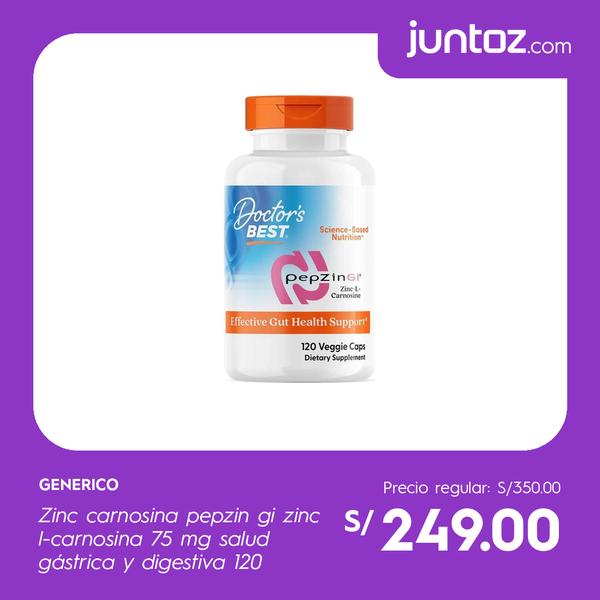 juntoz.com
Doctor's
BEST®
Science-Based
Nutrition™
PepZinGI®
Zinc-L-
Carnosine
Effective Gut Health Support*
120 Veggie Caps
Dietary Supplement
GENERICO
Zinc carnosina pepzin gi zinc
l-carnosina 75 mg salud
gástrica y digestiva 120
Precio regular: S/350.00
S/ 249.00